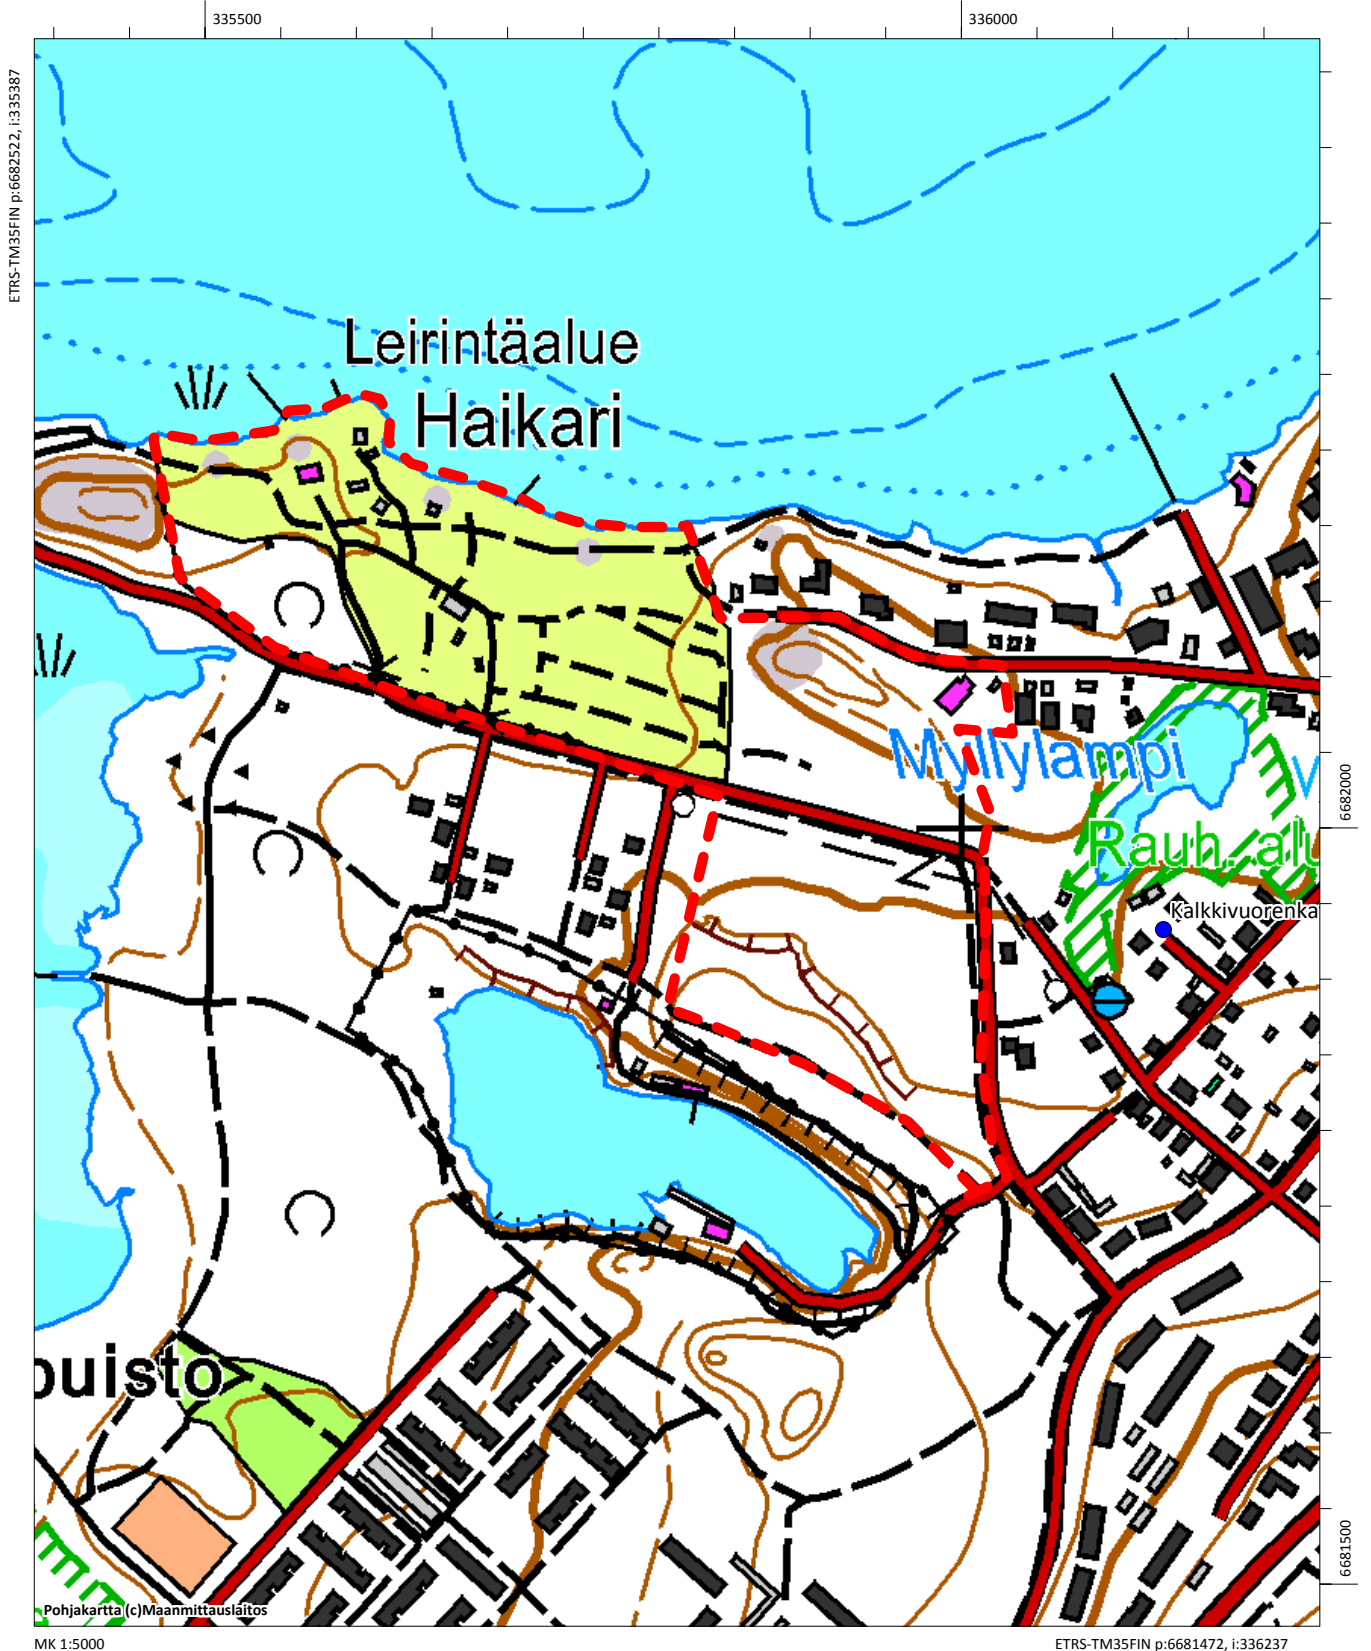 335500
336000
ETRS-TM35FIN p:6682522, i:335387
Leirintäalue
Haikari
Myllylampi
V
6682000
Rauh. alu
Kalkkivuorenka
puisto
6681500
Pohjakartta (c)Maanmittauslaitos
MK 1:5000
ETRS-TM35FIN p:6681472, i:336237